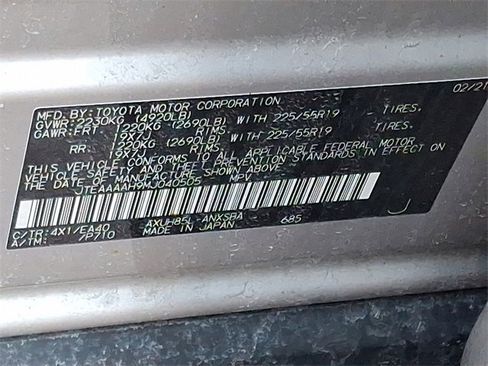 MFD.BY:TOYOTA MOTOR CORPORATION 02/21
GVWR:2230KG (4920LB)
GAWR:FRT 1220KG (2690LB) WITH 225/55R19 TIRES,
RIMS,
RR 1220KG (2690LB) WITH 225/55R19 TIRES,
RIMS,
THIS VEHICLE CONFORMS TO ALL APPLICABLE FEDERAL MOTOR
VEHICLE SAFETY AND THEFT PREVENTION STANDARDS IN EFFECT ON
THE DATE OF MANUFACTURE SHOWN ABOVE.
JTEAAAAH9MJ040505 MPV
C/TR:4X1/EA40 AXUH85L-ANXSBA 685 J
A/TM: /P710 MADE IN JAPAN